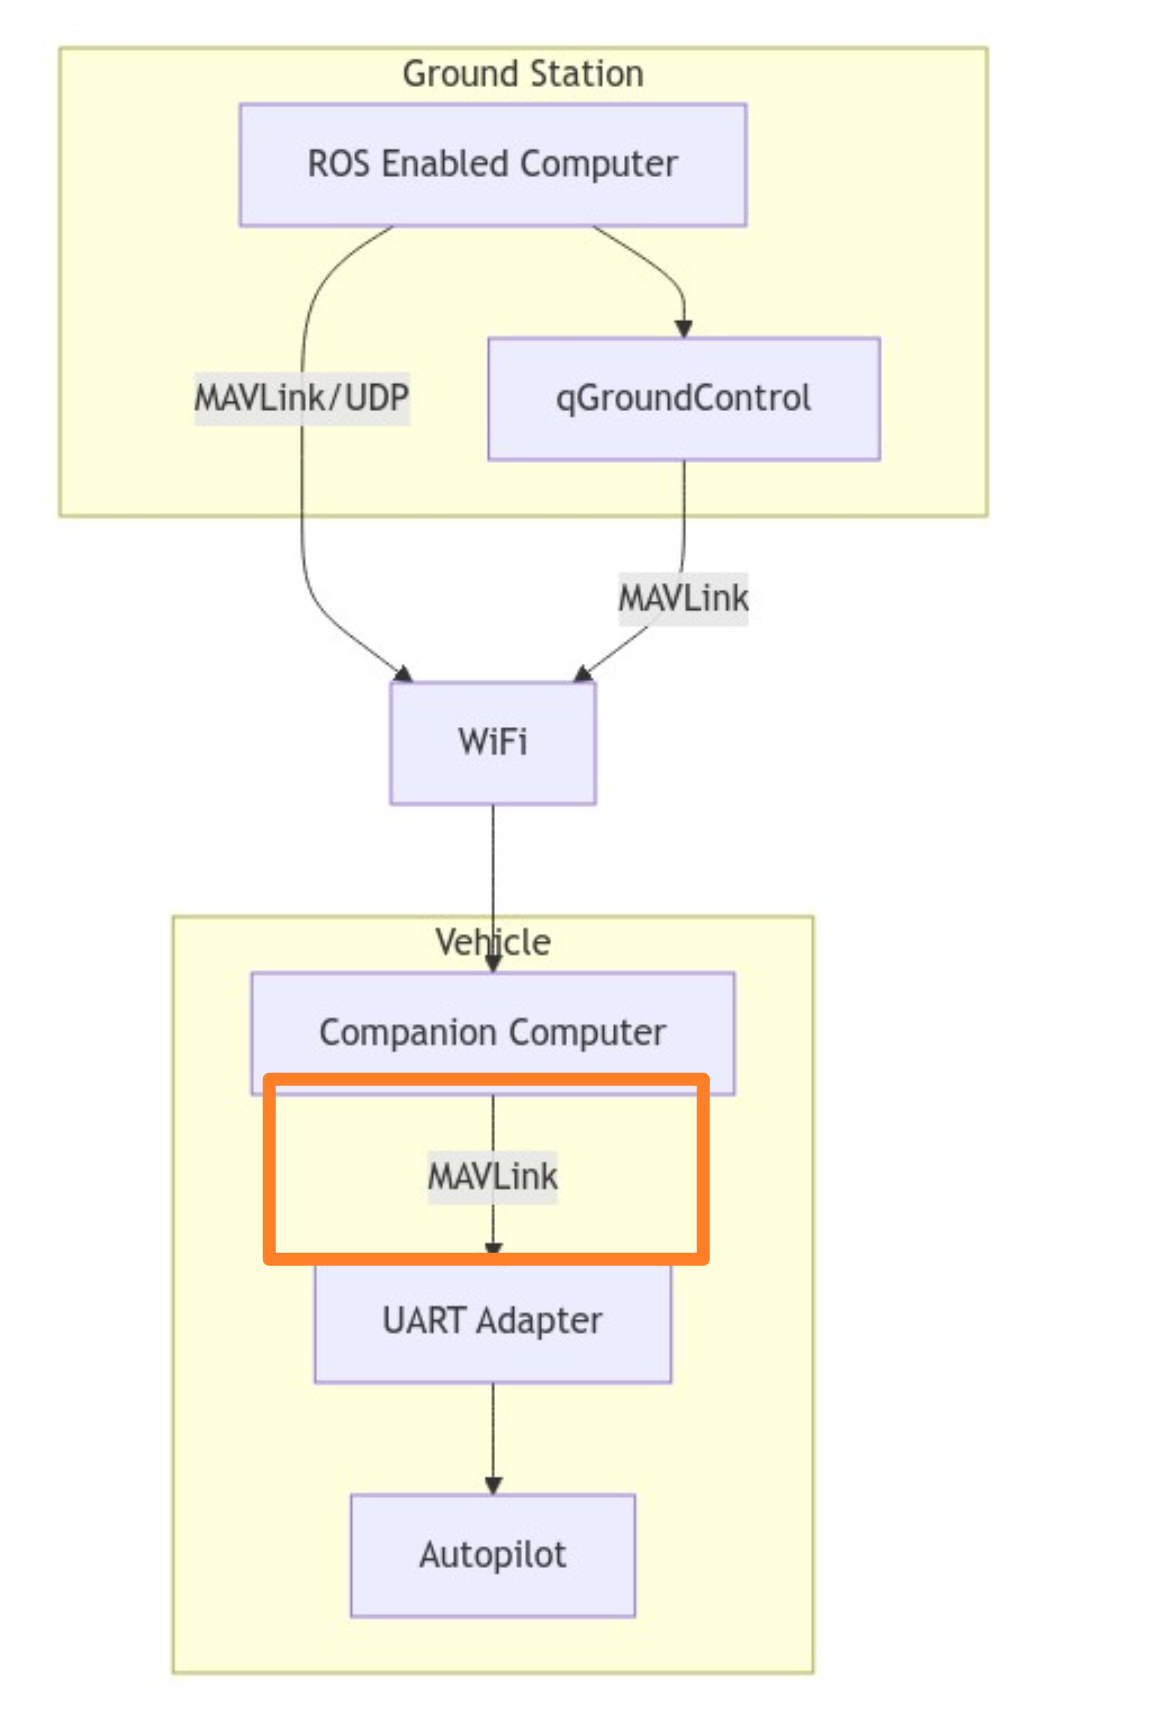 Ground Station
ROS Enabled Computer
MAVLink/UDP
qGroundControl
MAVLink
WiFi
Vehicle
Companion Computer
MAVLink
UART Adapter
Autopilot